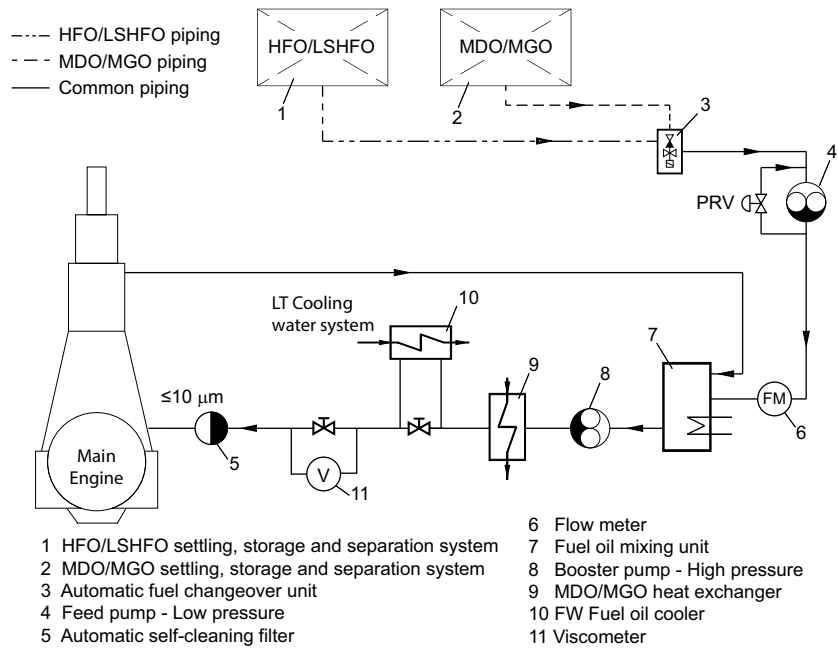 HFO/LSHFO piping
MDO/MGO piping
Common piping
HFO/LSHFO
MDO/MGO
1
2
3
4
PRV
LT Cooling
water system
10
9
8
7
FM
6
≤10 μm
5
V
11
Main
Engine
1 HFO/LSHFO settling, storage and separation system
2 MDO/MGO settling, storage and separation system
3 Automatic fuel changeover unit
4 Feed pump - Low pressure
5 Automatic self-cleaning filter
6 Flow meter
7 Fuel oil mixing unit
8 Booster pump - High pressure
9 MDO/MGO heat exchanger
10 FW Fuel oil cooler
11 Viscometer